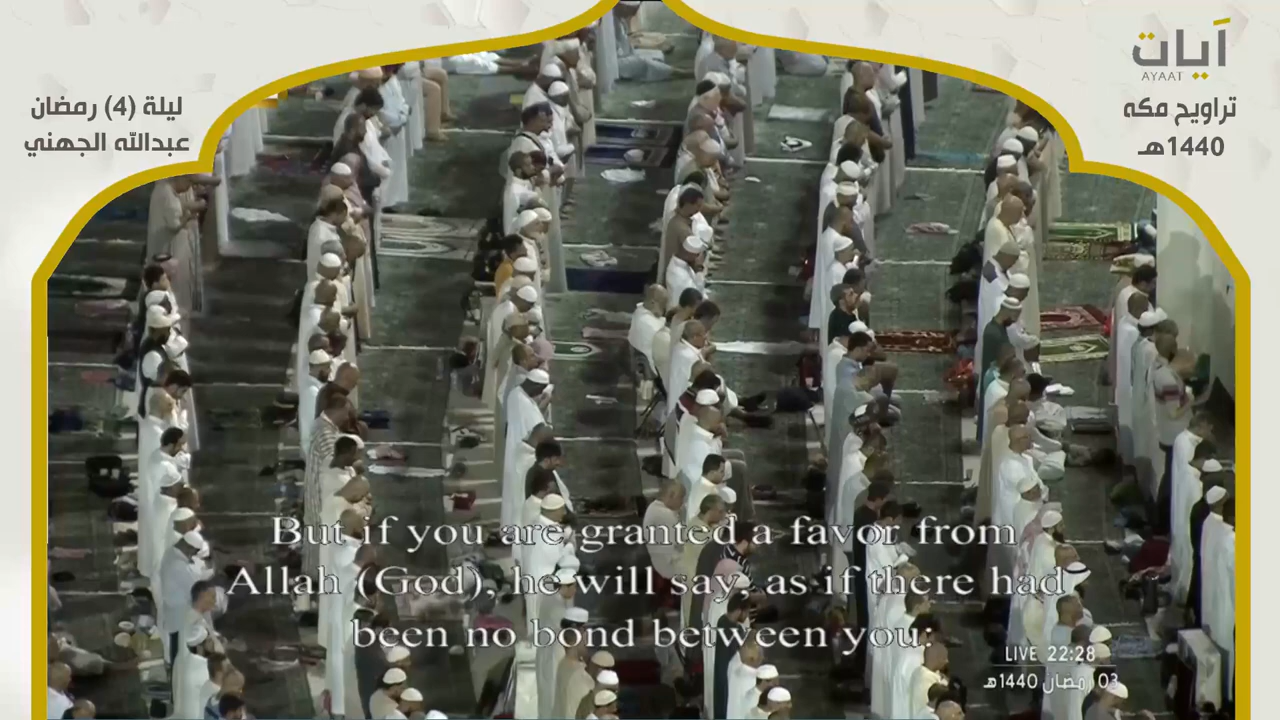 ليلة (4) رمضان
عبدالله الجهني
آيات
AYAAT
تراويح مكه
1440هـ
But if you are granted a favor from
Allah (God), he will say, as if there had
been no bond between you:
LIVE 22:28
03 رمضان 1440هـ